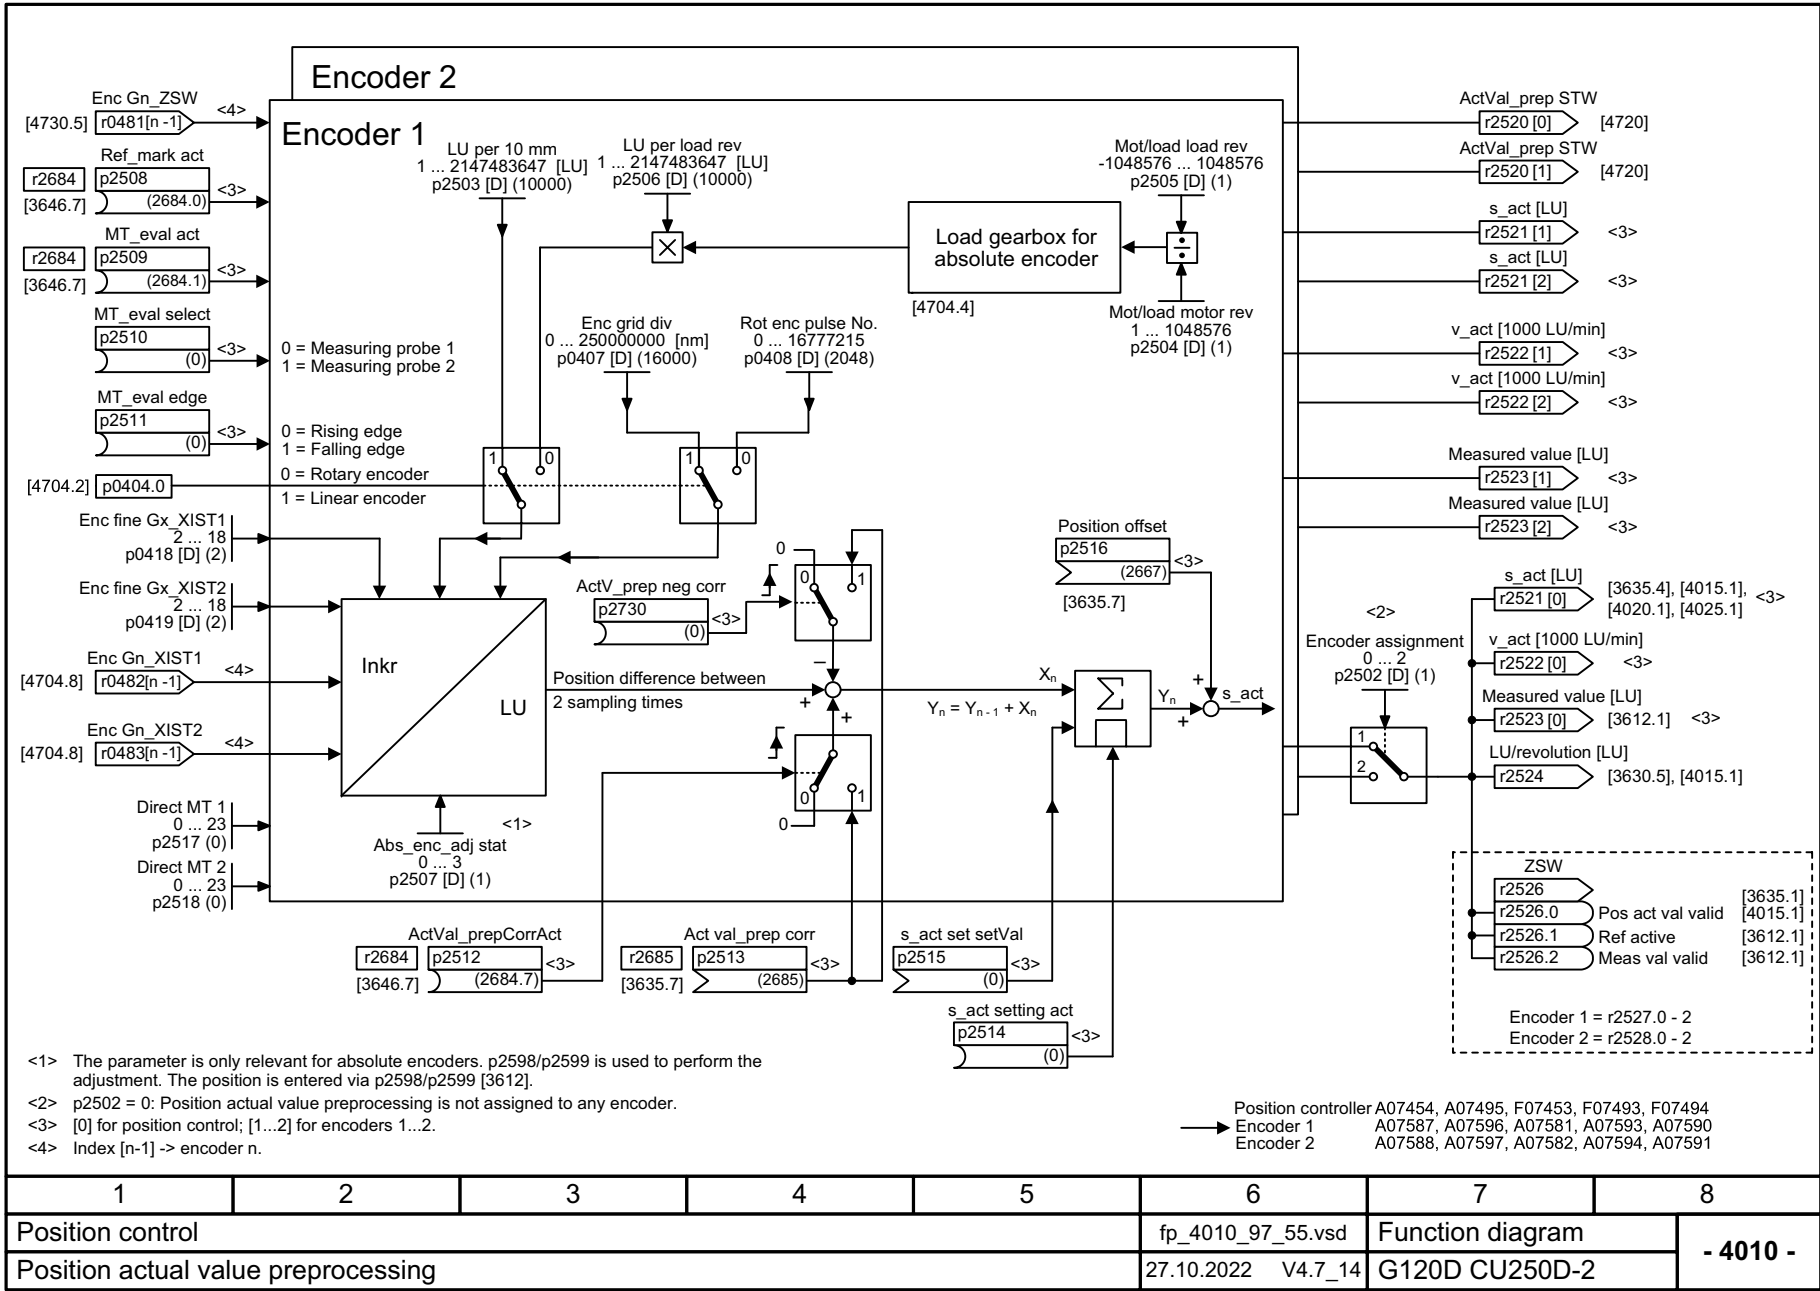 Encoder 2
Encoder 1
Enc Gn_ZSW
<4>
[4730.5]
r0481[n -1]
Ref_mark act
r2684
p2508
<3>
[3646.7]
(2684.0)
MT_eval act
r2684
p2509
<3>
[3646.7]
(2684.1)
MT_eval select
p2510
<3>
(0)
0 = Measuring probe 1
1 = Measuring probe 2
MT_eval edge
p2511
<3>
(0)
0 = Rising edge
1 = Falling edge
[4704.2]
p0404.0
0 = Rotary encoder
1 = Linear encoder
Enc fine Gx_XIST1
2 ... 18
p0418 [D] (2)
Enc fine Gx_XIST2
2 ... 18
p0419 [D] (2)
Enc Gn_XIST1
<4>
[4704.8]
r0482[n -1]
Enc Gn_XIST2
<4>
[4704.8]
r0483[n -1]
Direct MT 1
0 ... 23
p2517 (0)
Direct MT 2
0 ... 23
p2518 (0)
LU per 10 mm
1 ... 2147483647 [LU]
p2503 [D] (10000)
LU per load rev
1 ... 2147483647 [LU]
p2506 [D] (10000)
×
Load gearbox for
absolute encoder
[4704.4]
Mot/load load rev
-1048576 ... 1048576
p2505 [D] (1)
÷
Mot/load motor rev
1 ... 1048576
p2504 [D] (1)
Enc grid div
0 ... 250000000 [nm]
p0407 [D] (16000)
Rot enc pulse No.
0 ... 16777215
p0408 [D] (2048)
1 0
1 0
Inkr
LU
Abs_enc_adj stat
<1>
0 ... 3
p2507 [D] (1)
ActV_prep neg corr
p2730
<3>
(0)
0
0 1
–
Position difference between
2 sampling times
+
+
0 1
0
Xn
Yn = Yn - 1 + Xn
Σ
Yn
+
+
s_act
Position offset
p2516
<3>
(2667)
[3635.7]
ActVal_prepCorrAct
r2684
p2512
<3>
[3646.7]
(2684.7)
Act val_prep corr
r2685
p2513
<3>
[3635.7]
(2685)
s_act set setVal
p2515
<3>
(0)
s_act setting act
p2514
<3>
(0)
ActVal_prep STW
r2520 [0]
[4720]
ActVal_prep STW
r2520 [1]
[4720]
s_act [LU]
r2521 [1]
<3>
s_act [LU]
r2521 [2]
<3>
v_act [1000 LU/min]
r2522 [1]
<3>
v_act [1000 LU/min]
r2522 [2]
<3>
Measured value [LU]
r2523 [1]
<3>
Measured value [LU]
r2523 [2]
<3>
<2>
Encoder assignment
0 ... 2
p2502 [D] (1)
1
2
s_act [LU]
r2521 [0]
[3635.4], [4015.1],
[4020.1], [4025.1]
<3>
v_act [1000 LU/min]
r2522 [0]
<3>
Measured value [LU]
r2523 [0]
[3612.1] <3>
LU/revolution [LU]
r2524
[3630.5], [4015.1]
ZSW
r2526
[3635.1]
r2526.0
Pos act val valid
[4015.1]
r2526.1
Ref active
[3612.1]
r2526.2
Meas val valid
[3612.1]
Encoder 1 = r2527.0 - 2
Encoder 2 = r2528.0 - 2
<1> The parameter is only relevant for absolute encoders. p2598/p2599 is used to perform the
adjustment. The position is entered via p2598/p2599 [3612].
<2> p2502 = 0: Position actual value preprocessing is not assigned to any encoder.
<3> [0] for position control; [1...2] for encoders 1...2.
<4> Index [n-1] -> encoder n.
Position controller A07454, A07495, F07453, F07493, F07494
Encoder 1 A07587, A07596, A07581, A07593, A07590
Encoder 2 A07588, A07597, A07582, A07594, A07591
1 2 3 4 5 6 7 8
Position control
fp_4010_97_55.vsd
Function diagram
- 4010 -
Position actual value preprocessing
27.10.2022 V4.7_14
G120D CU250D-2